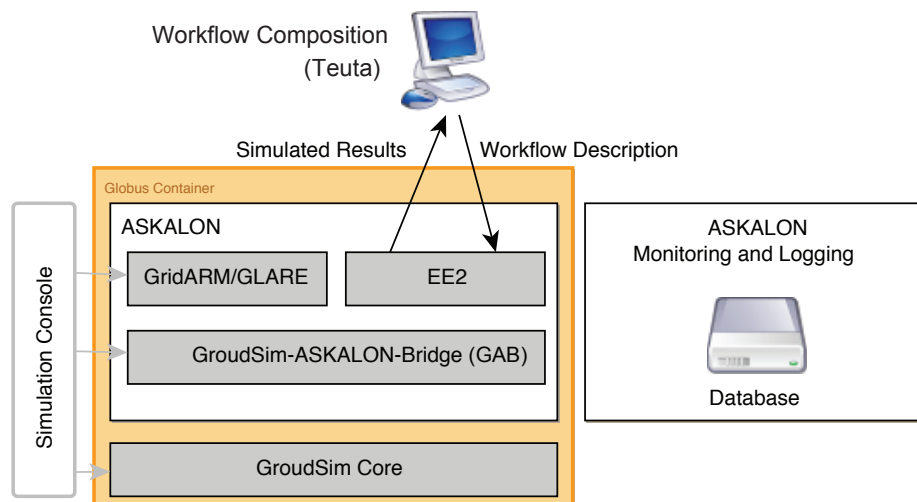 Workflow Composition
(Teuta)
Simulated Results
Workflow Description
Globus Container
ASKALON
GridARM/GLARE
EE2
GroudSim-ASKALON-Bridge (GAB)
GroudSim Core
Simulation Console
ASKALON
Monitoring and Logging
Database